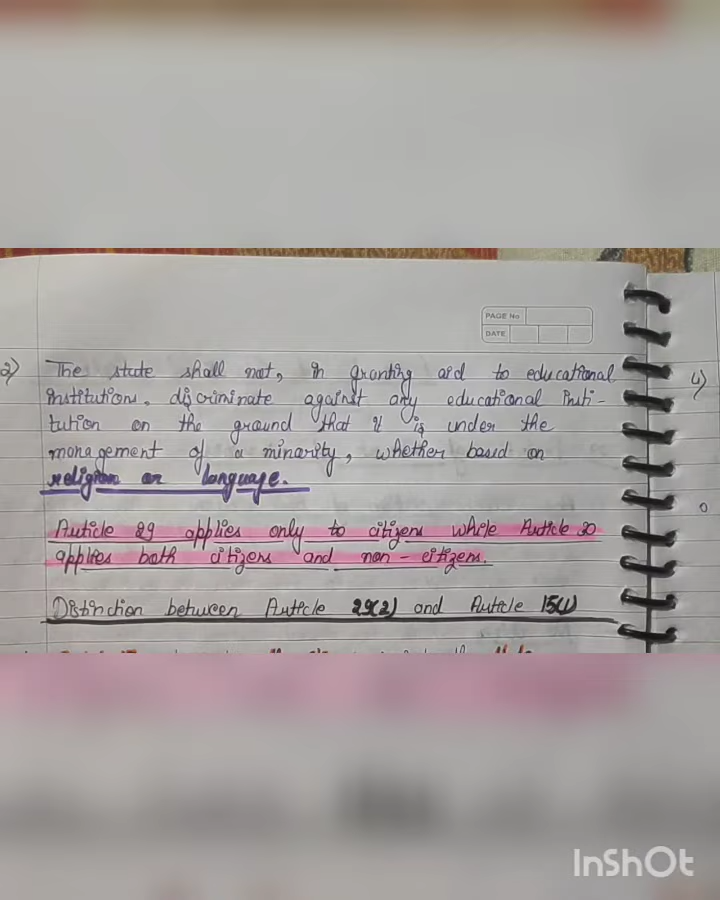 PAGE No
DATE
2) The state shall not, in granting aid to educational
institutions, discriminate against any educational insti-
tution on the ground that it is under the
management of a minority, whether based on
religion or language.
Article 29 applies only to citizens while Article 30
applies both citizens and non-citizens.
Distinction between Article 29(2) and Article 15(1)
4)
InShOt